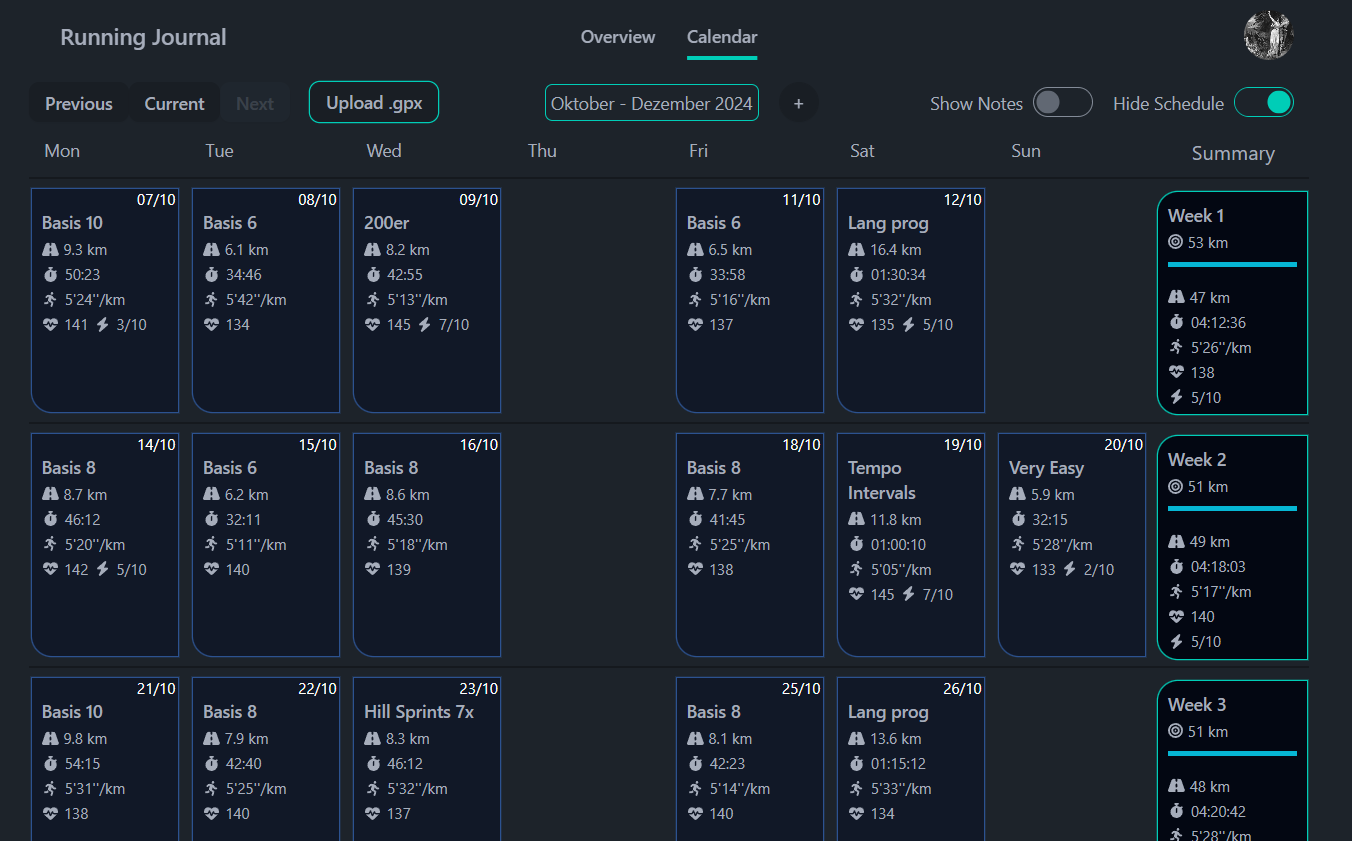 Running Journal
Overview Calendar
Previous Current Next Upload .gpx Oktober - Dezember 2024 + Show Notes Hide Schedule
Mon Tue Wed Thu Fri Sat Sun Summary
07/10
Basis 10
9.3 km
50:23
5'24''/km
141 3/10
08/10
Basis 6
6.1 km
34:46
5'42''/km
134
09/10
200er
8.2 km
42:55
5'13''/km
145 7/10
11/10
Basis 6
6.5 km
33:58
5'16''/km
137
12/10
Lang prog
16.4 km
01:30:34
5'32''/km
135 5/10
Week 1
53 km
47 km
04:12:36
5'26''/km
138
5/10
14/10
Basis 8
8.7 km
46:12
5'20''/km
142 5/10
15/10
Basis 6
6.2 km
32:11
5'11''/km
140
16/10
Basis 8
8.6 km
45:30
5'18''/km
139
18/10
Basis 8
7.7 km
41:45
5'25''/km
138
19/10
Tempo
Intervals
11.8 km
01:00:10
5'05''/km
145 7/10
20/10
Very Easy
5.9 km
32:15
5'28''/km
133 2/10
Week 2
51 km
49 km
04:18:03
5'17''/km
140
5/10
21/10
Basis 10
9.8 km
54:15
5'31''/km
138
22/10
Basis 8
7.9 km
42:40
5'25''/km
140
23/10
Hill Sprints 7x
8.3 km
46:12
5'32''/km
137
25/10
Basis 8
8.1 km
42:23
5'14''/km
140
26/10
Lang prog
13.6 km
01:15:12
5'33''/km
134
Week 3
51 km
48 km
04:20:42
5'28''/km